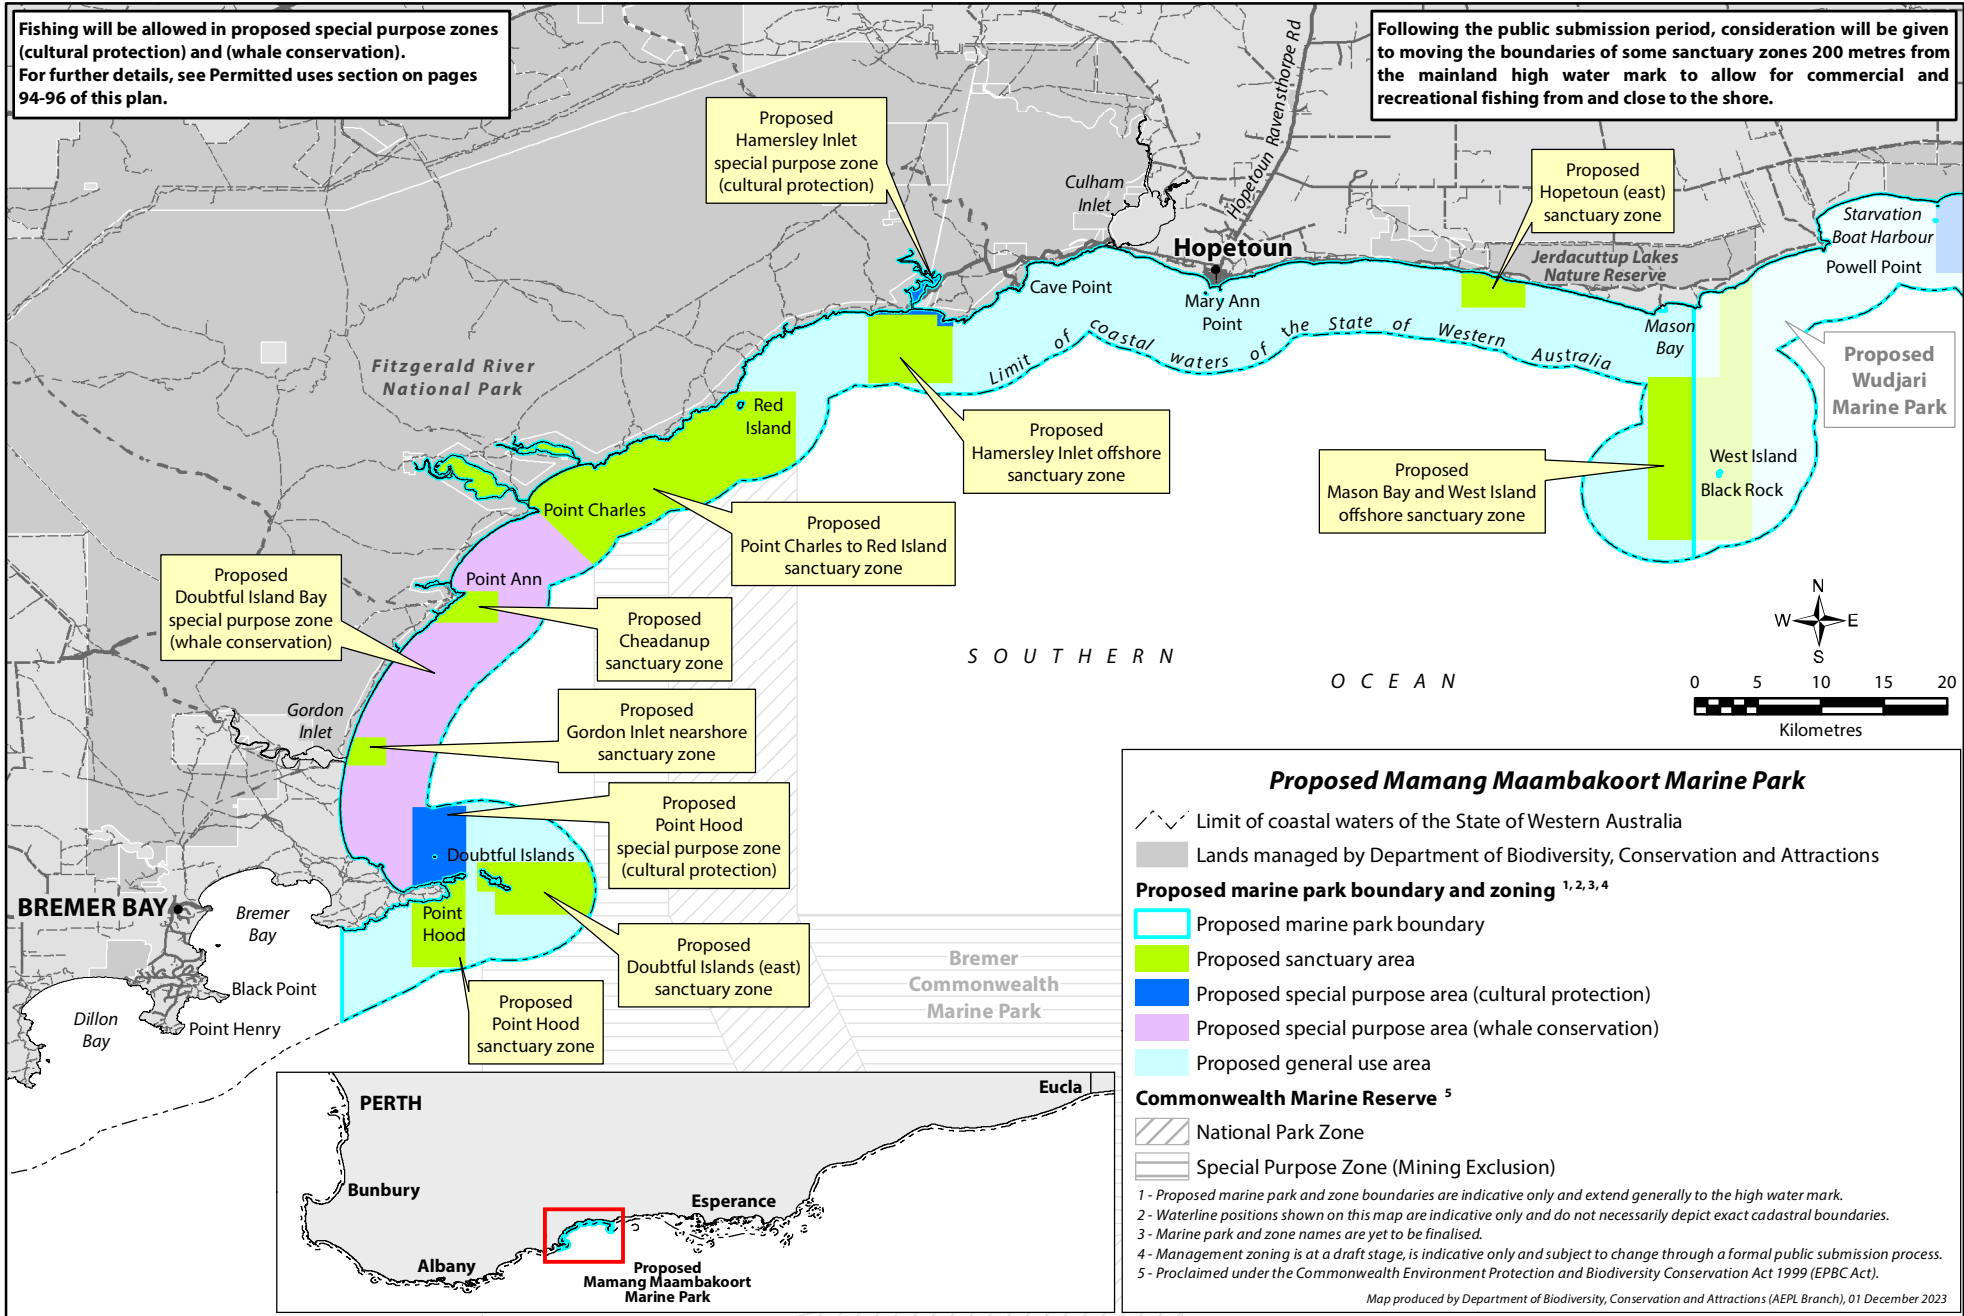 Fishing will be allowed in proposed special purpose zones
(cultural protection) and (whale conservation).
For further details, see Permitted uses section on pages
94-96 of this plan.
Following the public submission period, consideration will be given
to moving the boundaries of some sanctuary zones 200 metres from
the mainland high water mark to allow for commercial and
recreational fishing from and close to the shore.
Proposed
Hamersley Inlet
special purpose zone
(cultural protection)
Culham
Inlet
Hopetoun Ravensthorpe Rd
Proposed
Hopetoun (east)
sanctuary zone
Hopetoun
Jerdacuttup Lakes
Nature Reserve
Starvation
Boat Harbour
Powell Point
Cave Point
Mary Ann
Point
Mason
Bay
Limit of coastal waters of the State of Western Australia
Proposed
Wudjari
Marine Park
Fitzgerald River
National Park
Red
Island
Proposed
Hamersley Inlet offshore
sanctuary zone
Proposed
Mason Bay and West Island
offshore sanctuary zone
West Island
Black Rock
Point Charles
Proposed
Point Charles to Red Island
sanctuary zone
Proposed
Doubtful Island Bay
special purpose zone
(whale conservation)
Point Ann
Proposed
Cheadanup
sanctuary zone
SOUTHERN
OCEAN
N
W
E
S
0 5 10 15 20
Kilometres
Gordon
Inlet
Proposed
Gordon Inlet nearshore
sanctuary zone
Proposed
Point Hood
special purpose zone
(cultural protection)
Doubtful Islands
BREMER BAY
Bremer
Bay
Point
Hood
Proposed
Doubtful Islands (east)
sanctuary zone
Bremer
Commonwealth
Marine Park
Black Point
Dillon
Bay
Point Henry
Proposed
Point Hood
sanctuary zone
PERTH
Eucla
Bunbury
Esperance
Albany
Proposed
Mamang Maambakoort
Marine Park
Proposed Mamang Maambakoort Marine Park
Limit of coastal waters of the State of Western Australia
Lands managed by Department of Biodiversity, Conservation and Attractions
Proposed marine park boundary and zoning 1, 2, 3, 4
Proposed marine park boundary
Proposed sanctuary area
Proposed special purpose area (cultural protection)
Proposed special purpose area (whale conservation)
Proposed general use area
Commonwealth Marine Reserve 5
National Park Zone
Special Purpose Zone (Mining Exclusion)
1 - Proposed marine park and zone boundaries are indicative only and extend generally to the high water mark.
2 - Waterline positions shown on this map are indicative only and do not necessarily depict exact cadastral boundaries.
3 - Marine park and zone names are yet to be finalised.
4 - Management zoning is at a draft stage, is indicative only and subject to change through a formal public submission process.
5 - Proclaimed under the Commonwealth Environment Protection and Biodiversity Conservation Act 1999 (EPBC Act).
Map produced by Department of Biodiversity, Conservation and Attractions (AEPL Branch), 01 December 2023